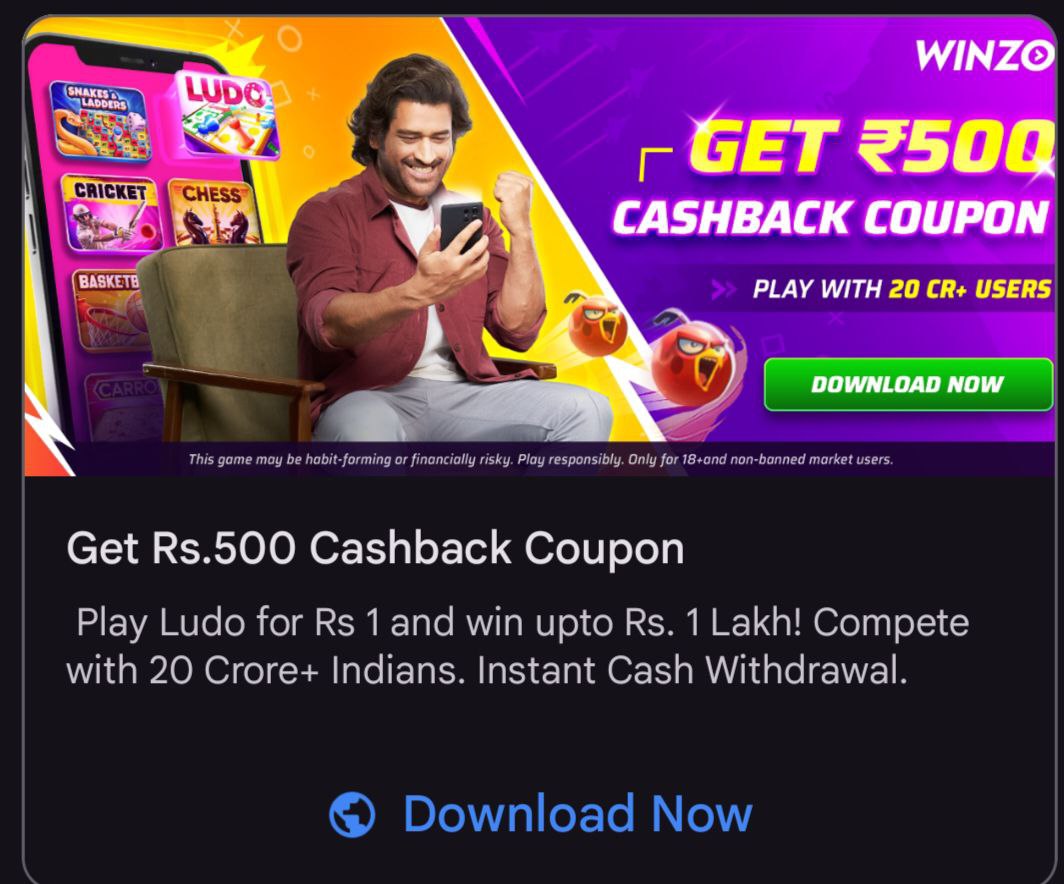 WINZO
GET ₹500
CASHBACK COUPON
PLAY WITH 20 CR+ USERS
DOWNLOAD NOW
SNAKES & LADDERS
LUDO
CRICKET
CHESS
BASKETB
CARRO
This game may be habit-forming or financially risky. Play responsibly. Only for 18+and non-banned market users.
Get Rs.500 Cashback Coupon
Play Ludo for Rs 1 and win upto Rs. 1 Lakh! Compete
with 20 Crore+ Indians. Instant Cash Withdrawal.
Download Now